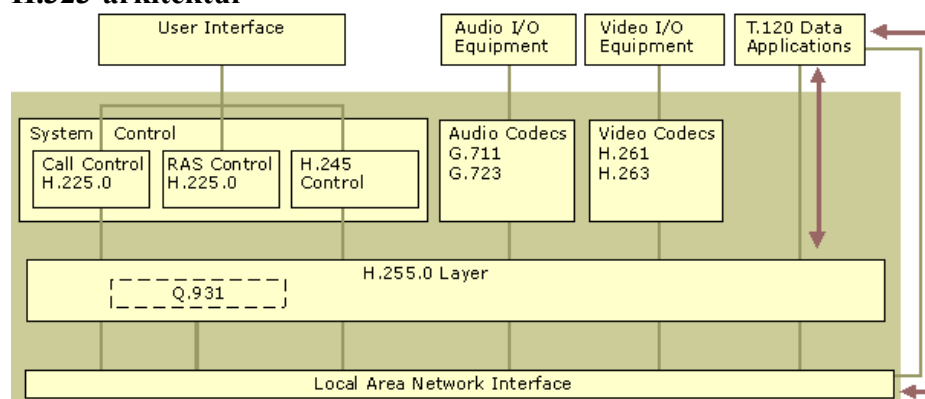 H.323-arkitektur
User Interface
Audio I/O
Equipment
Video I/O
Equipment
T.120 Data
Applications
System Control
Call Control
H.225.0
RAS Control
H.225.0
H.245
Control
Audio Codecs
G.711
G.723
Video Codecs
H.261
H.263
H.255.0 Layer
Q.931
Local Area Network Interface